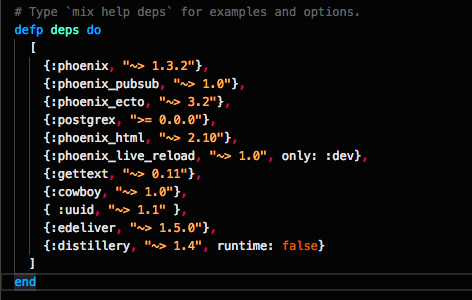 # Type `mix help deps` for examples and options.
defp deps do
[
{:phoenix, "~> 1.3.2"},
{:phoenix_pubsub, "~> 1.0"},
{:phoenix_ecto, "~> 3.2"},
{:postgrex, ">= 0.0.0"},
{:phoenix_html, "~> 2.10"},
{:phoenix_live_reload, "~> 1.0", only: :dev},
{:gettext, "~> 0.11"},
{:cowboy, "~> 1.0"},
{ :uuid, "~> 1.1" },
{:edeliver, "~> 1.5.0"},
{:distillery, "~> 1.4", runtime: false}
]
end